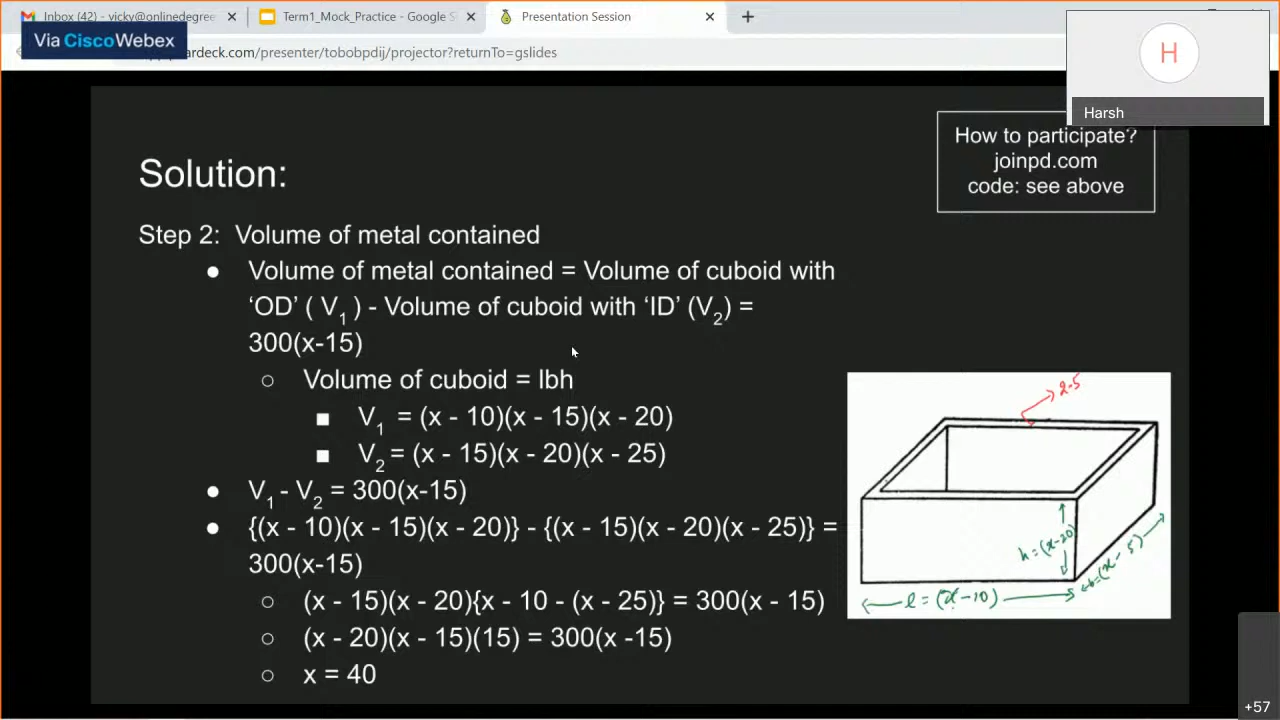 Inbox (42) - vicky@onlinedegree
Term1_Mock_Practice - Google S
Presentation Session
Via Cisco Webex
ardeck.com/presenter/tobobpdij/projector?returnTo=gslides
H
Harsh
How to participate?
joinpd.com
code: see above
Solution:
Step 2: Volume of metal contained
● Volume of metal contained = Volume of cuboid with
‘OD’ ( V1 ) - Volume of cuboid with ‘ID’ (V2) =
300(x-15)
○ Volume of cuboid = lbh
■ V1 = (x - 10)(x - 15)(x - 20)
■ V2 = (x - 15)(x - 20)(x - 25)
● V1 - V2 = 300(x-15)
● {(x - 10)(x - 15)(x - 20)} - {(x - 15)(x - 20)(x - 25)} =
300(x-15)
○ (x - 15)(x - 20){x - 10 - (x - 25)} = 300(x - 15)
○ (x - 20)(x - 15)(15) = 300(x -15)
○ x = 40
2.5
h = (x-20)
b=(x - 5)
l = (x - 10)
+57